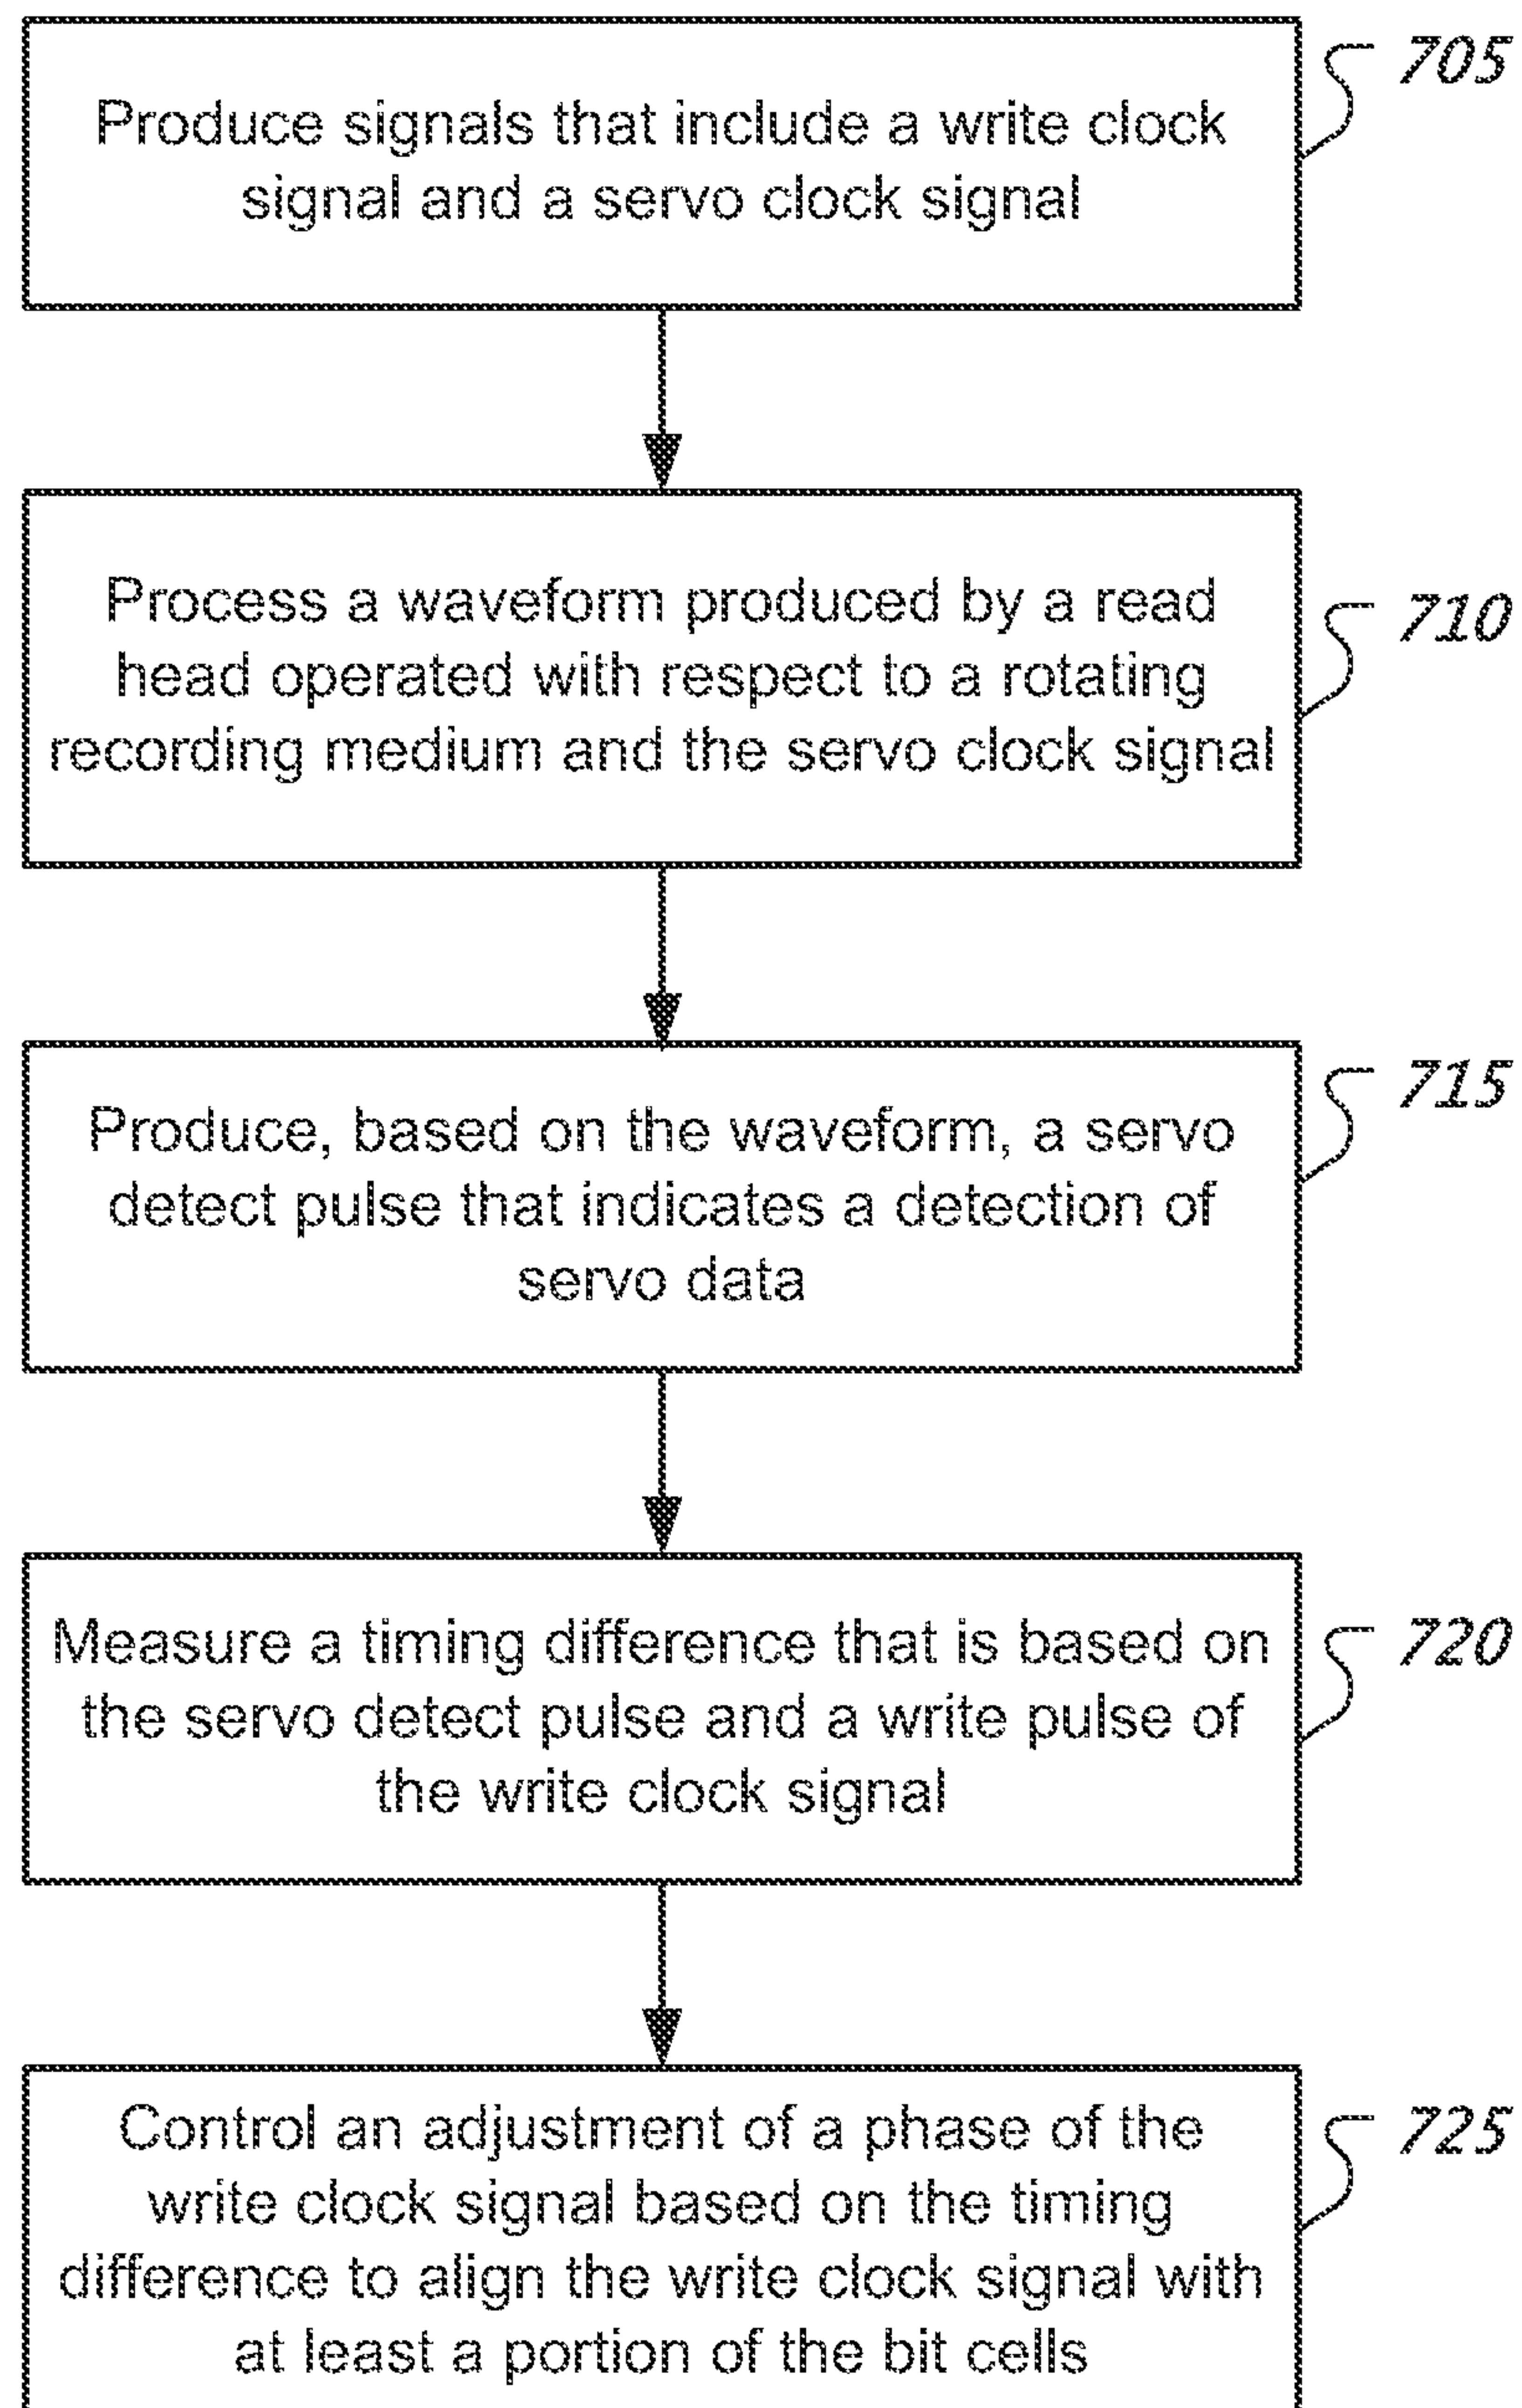 705
Produce signals that include a write clock
signal and a servo clock signal
710
Process a waveform produced by a read
head operated with respect to a rotating
recording medium and the servo clock signal
715
Produce, based on the waveform, a servo
detect pulse that indicates a detection of
servo data
720
Measure a timing difference that is based on
the servo detect pulse and a write pulse of
the write clock signal
725
Control an adjustment of a phase of the
write clock signal based on the timing
difference to align the write clock signal with
at least a portion of the bit cells